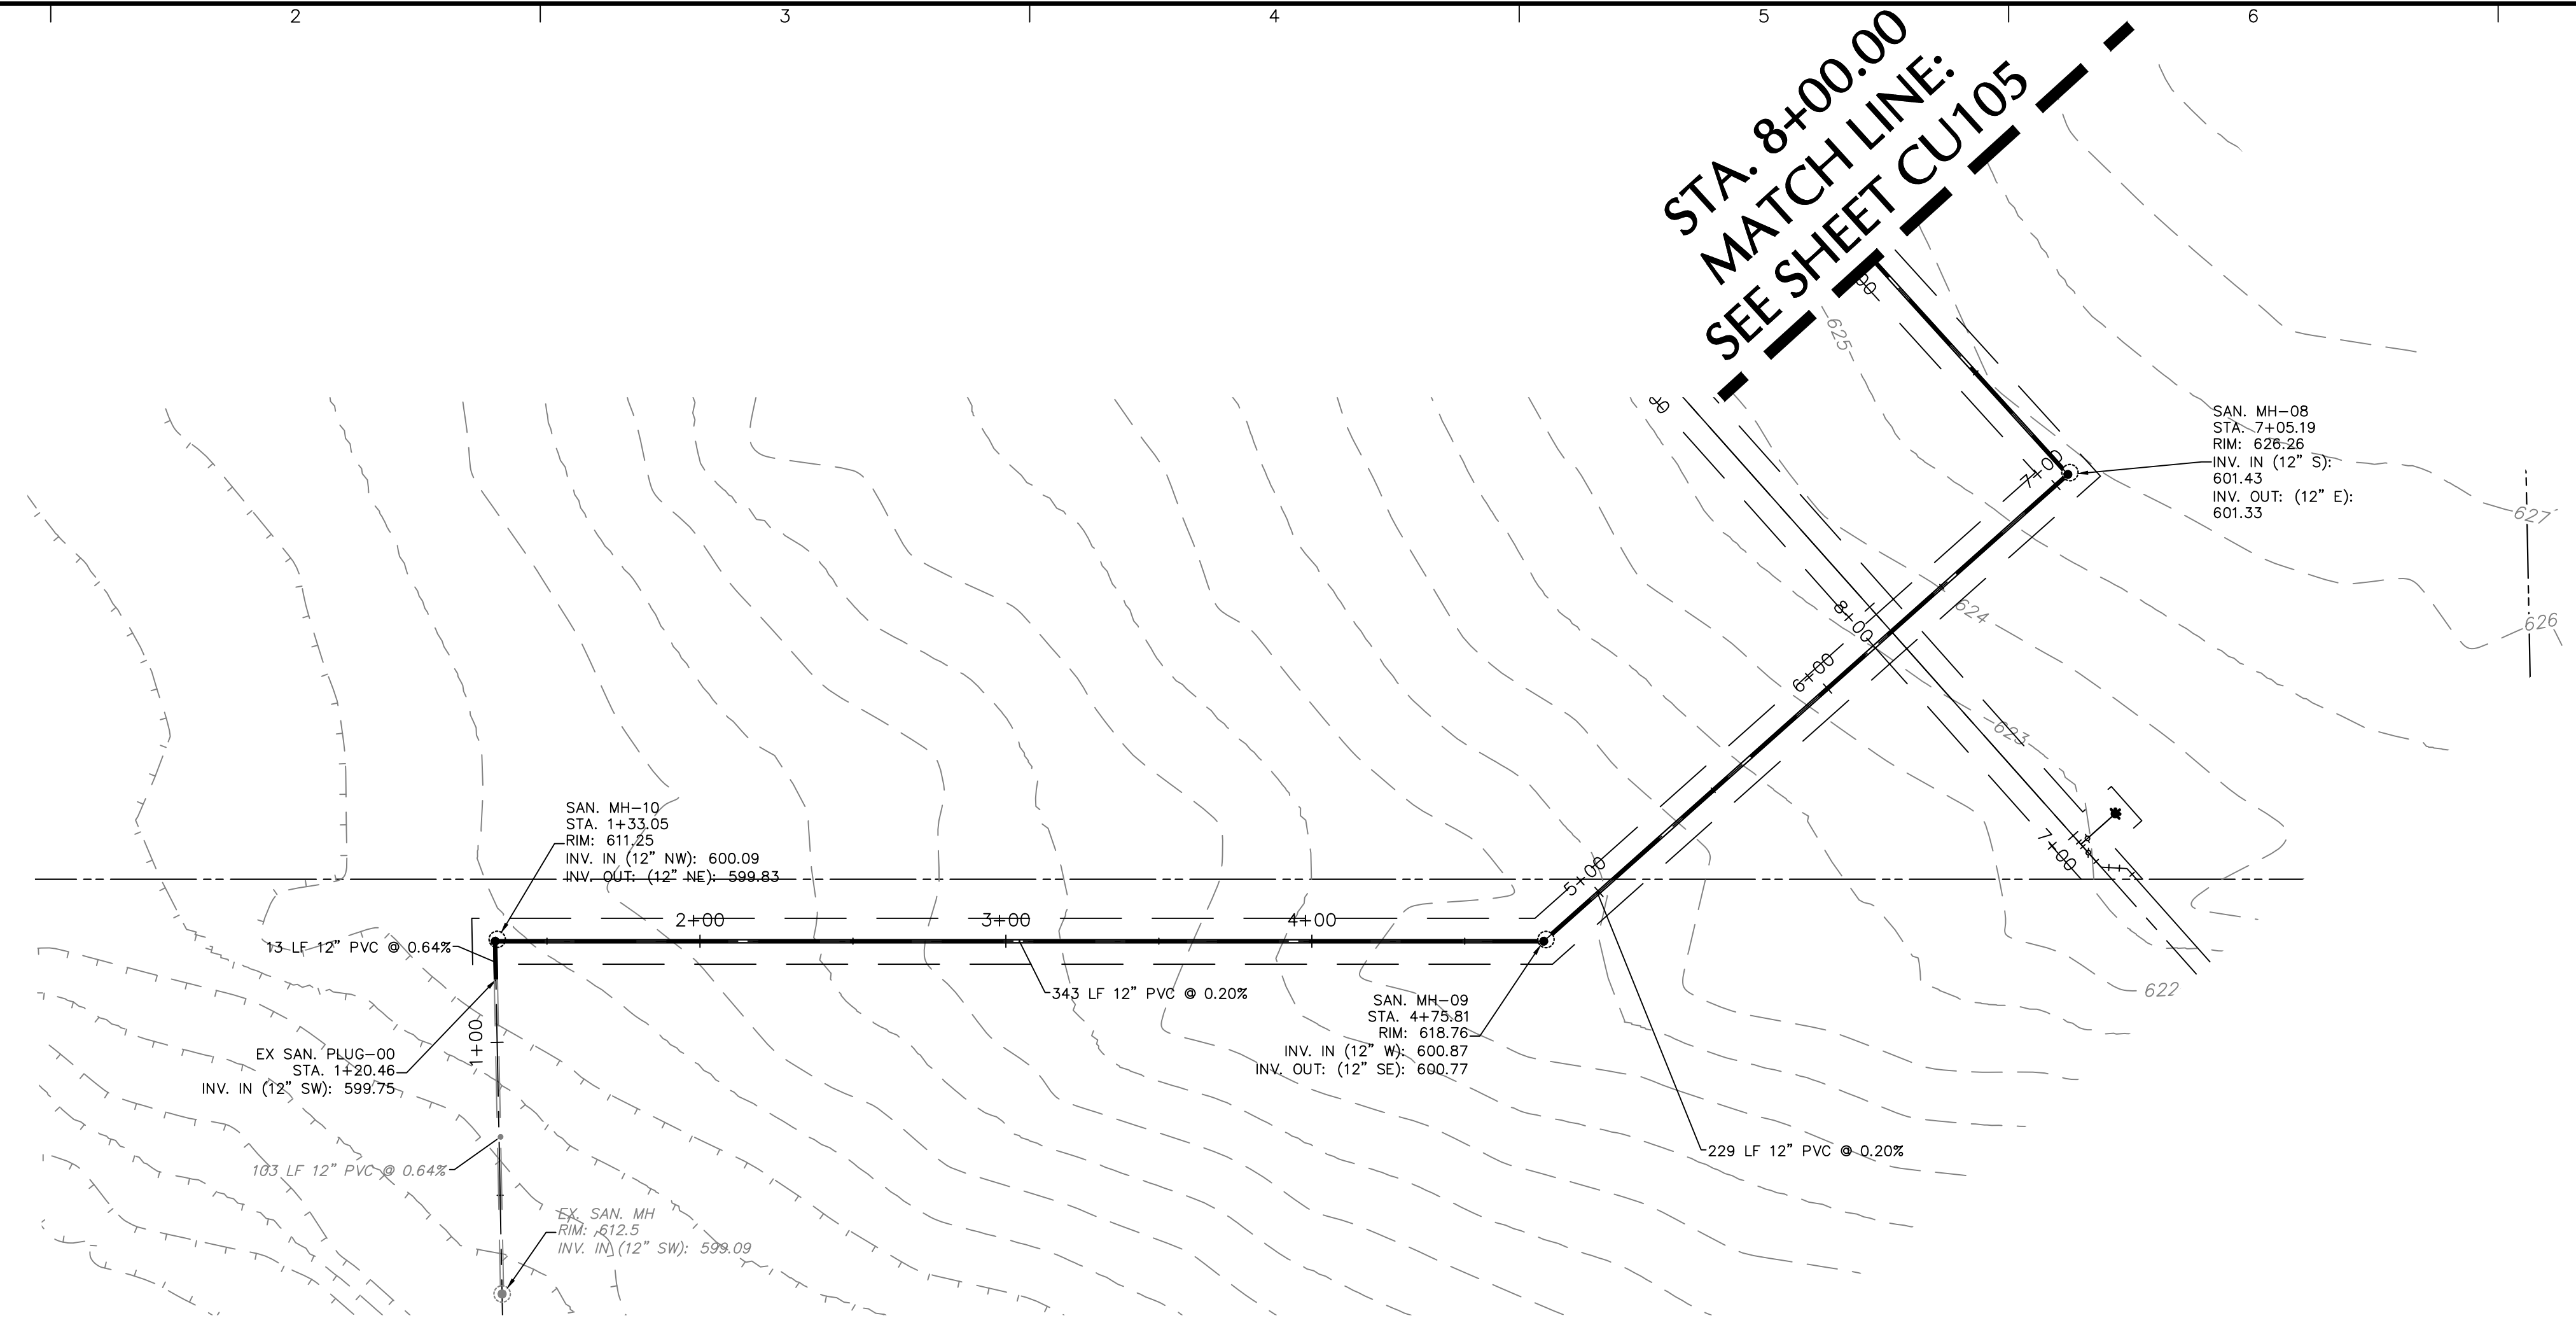 2
3
4
5
6
STA. 8+00.00
MATCH LINE:
SEE SHEET CU105
625
SAN. MH-08
STA. 7+05.19
RIM: 626.26
INV. IN (12" S):
601.43
INV. OUT: (12" E):
601.33
7+00
627
626
624
8+00
6+00
623
7+00
5+00
SAN. MH-10
STA. 1+33.05
RIM: 611.25
INV. IN (12" NW): 600.09
INV. OUT: (12" NE): 599.83
2+00
3+00
4+00
13 LF 12" PVC @ 0.64%
343 LF 12" PVC @ 0.20%
622
SAN. MH-09
STA. 4+75.81
RIM: 618.76
INV. IN (12" W): 600.87
INV. OUT: (12" SE): 600.77
1+00
EX SAN. PLUG-00
STA. 1+20.46
INV. IN (12" SW): 599.75
229 LF 12" PVC @ 0.20%
103 LF 12" PVC @ 0.64%
EX. SAN. MH
RIM: 612.5
INV. IN (12" SW): 599.09